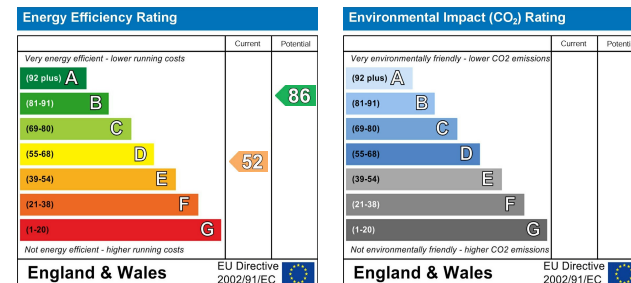 Energy Efficiency Rating
Current Potential
Very energy efficient - lower running costs
(92 plus) A
(81-91) B
(69-80) C
(55-68) D
(39-54) E
(21-38) F
(1-20) G
86
52
Not energy efficient - higher running costs
England & Wales
EU Directive
2002/91/EC
Environmental Impact (CO₂) Rating
Current Potential
Very environmentally friendly - lower CO2 emissions
(92 plus) A
(81-91) B
(69-80) C
(55-68) D
(39-54) E
(21-38) F
(1-20) G
Not environmentally friendly - higher CO2 emissions
England & Wales
EU Directive
2002/91/EC